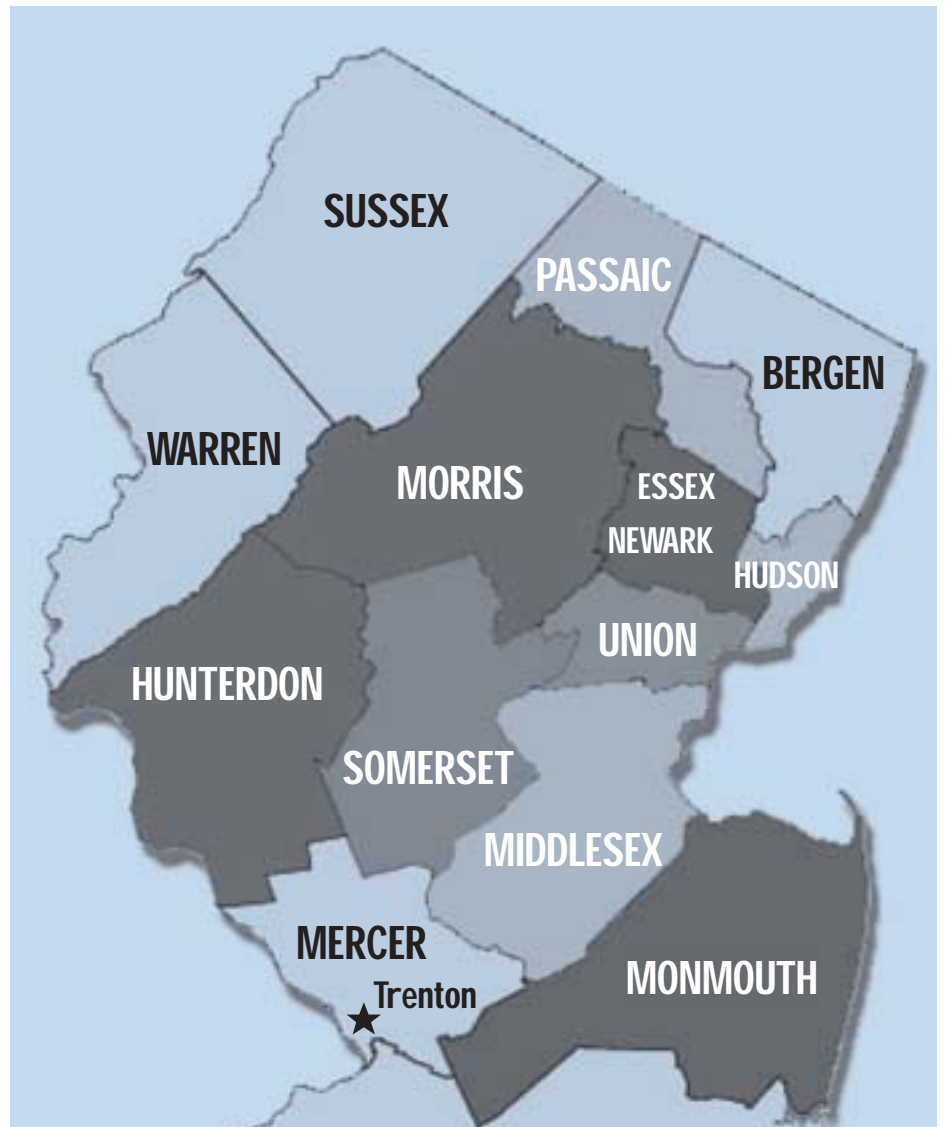 SUSSEX
PASSAIC
BERGEN
WARREN
MORRIS
ESSEX
NEWARK
HUDSON
UNION
HUNTERDON
SOMERSET
MIDDLESEX
MERCER
MONMOUTH
Trenton